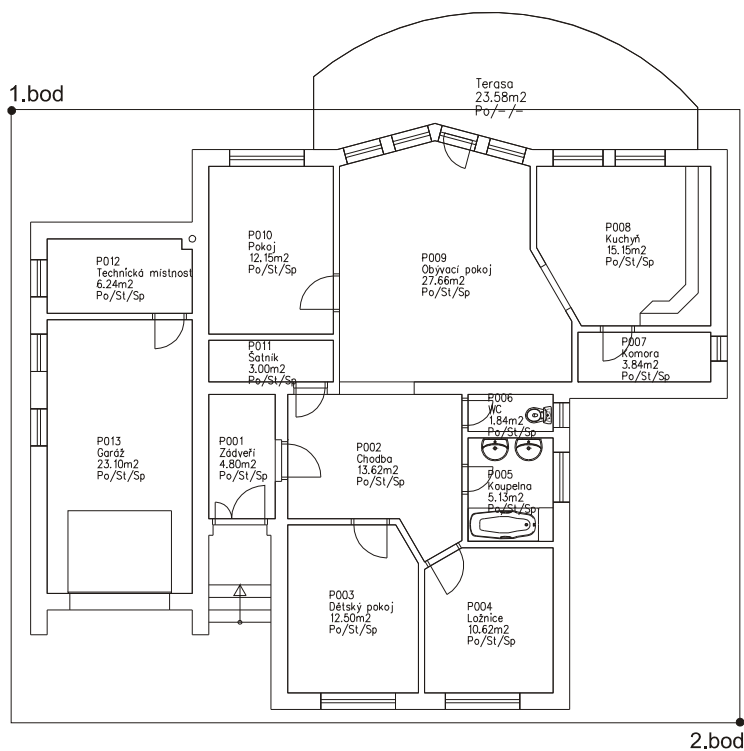 1.bod
Terasa
23.58m2
Po/-/-
P010
Pokoj
12.15m2
Po/St/Sp
P009
Obývací pokoj
27.66m2
Po/St/Sp
P008
Kuchyň
15.15m2
Po/St/Sp
P012
Technická místnost
6.24m2
Po/St/Sp
P011
Šatník
3.00m2
Po/St/Sp
P007
Komora
3.84m2
Po/St/Sp
P006
WC
1.84m2
Po/St/Sp
P013
Garáž
23.10m2
Po/St/Sp
P001
Zádveří
4.80m2
Po/St/Sp
P002
Chodba
13.62m2
Po/St/Sp
P005
Koupelna
5.13m2
Po/St/Sp
P003
Dětský pokoj
12.50m2
Po/St/Sp
P004
Ložnice
10.62m2
Po/St/Sp
2.bod